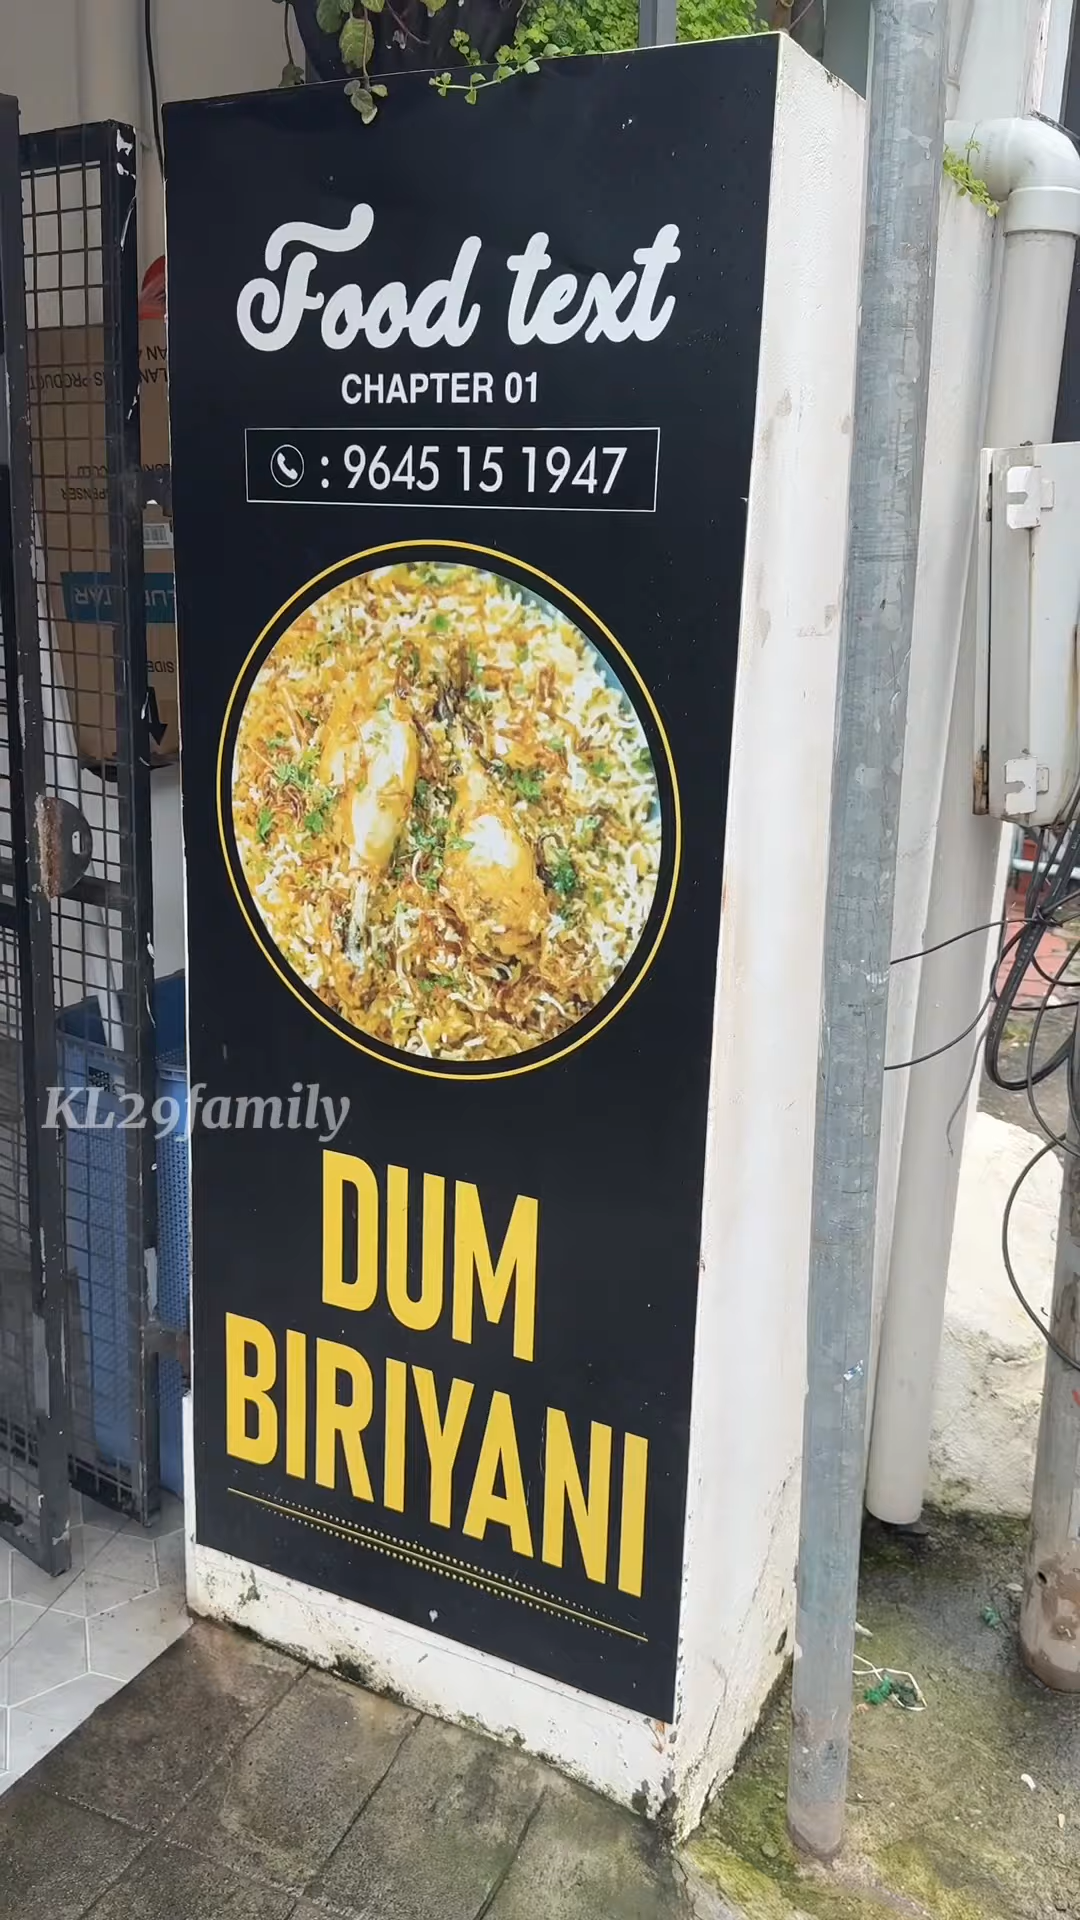 Food text
CHAPTER 01
: 9645 15 1947
KL29family
DUM
BIRIYANI